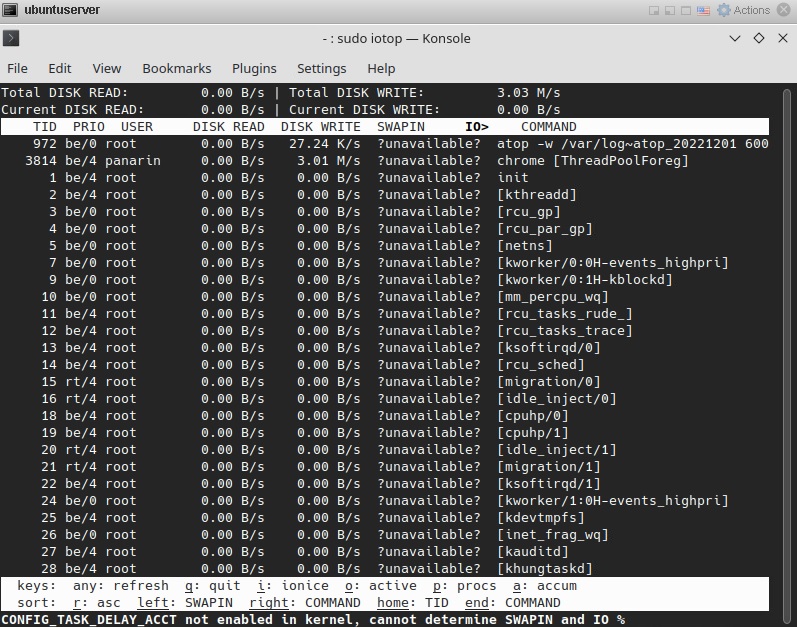 ubuntuserver
Actions
- : sudo iotop — Konsole
File Edit View Bookmarks Plugins Settings Help
Total DISK READ: 0.00 B/s | Total DISK WRITE: 3.03 M/s
Current DISK READ: 0.00 B/s | Current DISK WRITE: 0.00 B/s
TID PRIO USER DISK READ DISK WRITE SWAPIN IO> COMMAND
972 be/0 root 0.00 B/s 27.24 K/s ?unavailable? atop -w /var/log~atop_20221201 600
3814 be/4 panarin 0.00 B/s 3.01 M/s ?unavailable? chrome [ThreadPoolForeg]
1 be/4 root 0.00 B/s 0.00 B/s ?unavailable? init
2 be/4 root 0.00 B/s 0.00 B/s ?unavailable? [kthreadd]
3 be/0 root 0.00 B/s 0.00 B/s ?unavailable? [rcu_gp]
4 be/0 root 0.00 B/s 0.00 B/s ?unavailable? [rcu_par_gp]
5 be/0 root 0.00 B/s 0.00 B/s ?unavailable? [netns]
7 be/0 root 0.00 B/s 0.00 B/s ?unavailable? [kworker/0:0H-events_highpri]
9 be/0 root 0.00 B/s 0.00 B/s ?unavailable? [kworker/0:1H-kblockd]
10 be/0 root 0.00 B/s 0.00 B/s ?unavailable? [mm_percpu_wq]
11 be/4 root 0.00 B/s 0.00 B/s ?unavailable? [rcu_tasks_rude_]
12 be/4 root 0.00 B/s 0.00 B/s ?unavailable? [rcu_tasks_trace]
13 be/4 root 0.00 B/s 0.00 B/s ?unavailable? [ksoftirqd/0]
14 be/4 root 0.00 B/s 0.00 B/s ?unavailable? [rcu_sched]
15 rt/4 root 0.00 B/s 0.00 B/s ?unavailable? [migration/0]
16 rt/4 root 0.00 B/s 0.00 B/s ?unavailable? [idle_inject/0]
18 be/4 root 0.00 B/s 0.00 B/s ?unavailable? [cpuhp/0]
19 be/4 root 0.00 B/s 0.00 B/s ?unavailable? [cpuhp/1]
20 rt/4 root 0.00 B/s 0.00 B/s ?unavailable? [idle_inject/1]
21 rt/4 root 0.00 B/s 0.00 B/s ?unavailable? [migration/1]
22 be/4 root 0.00 B/s 0.00 B/s ?unavailable? [ksoftirqd/1]
24 be/0 root 0.00 B/s 0.00 B/s ?unavailable? [kworker/1:0H-events_highpri]
25 be/4 root 0.00 B/s 0.00 B/s ?unavailable? [kdevtmpfs]
26 be/0 root 0.00 B/s 0.00 B/s ?unavailable? [inet_frag_wq]
27 be/4 root 0.00 B/s 0.00 B/s ?unavailable? [kauditd]
28 be/4 root 0.00 B/s 0.00 B/s ?unavailable? [khungtaskd]
keys: any: refresh q: quit i: ionice o: active p: procs a: accum
sort: r: asc left: SWAPIN right: COMMAND home: TID end: COMMAND
CONFIG_TASK_DELAY_ACCT not enabled in kernel, cannot determine SWAPIN and IO %